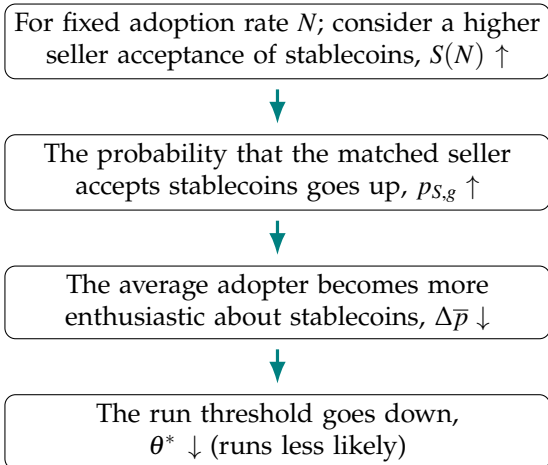 For fixed adoption rate N; consider a higher
seller acceptance of stablecoins, S(N) ↑
The probability that the matched seller
accepts stablecoins goes up, p_{S,g} ↑
The average adopter becomes more
enthusiastic about stablecoins, Δp̅ ↓
The run threshold goes down,
θ* ↓ (runs less likely)